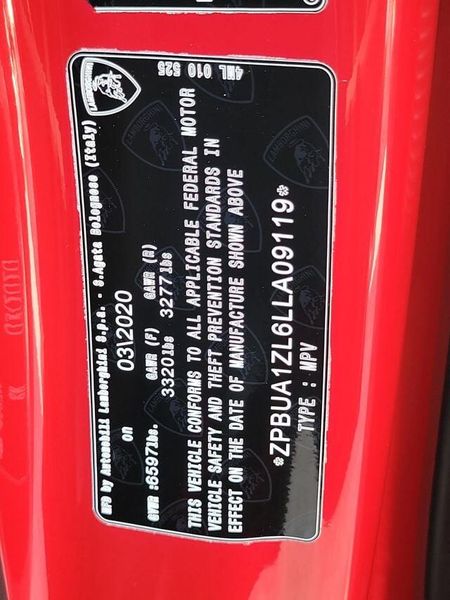 LAMBORGHINI
4ML 010 525
MFD by Automobili Lamborghini S.p.a. - S.Agata Bolognese (Italy)
on 03\2020
GAWR (F) GAWR (R)
GVWR :6597lbs. 3320lbs 3277lbs
THIS VEHICLE CONFORMS TO ALL APPLICABLE FEDERAL MOTOR
VEHICLE SAFETY AND THEFT PREVENTION STANDARDS IN
EFFECT ON THE DATE OF MANUFACTURE SHOWN ABOVE
*ZPBUA1ZL6LLA09119*
TYPE : MPV